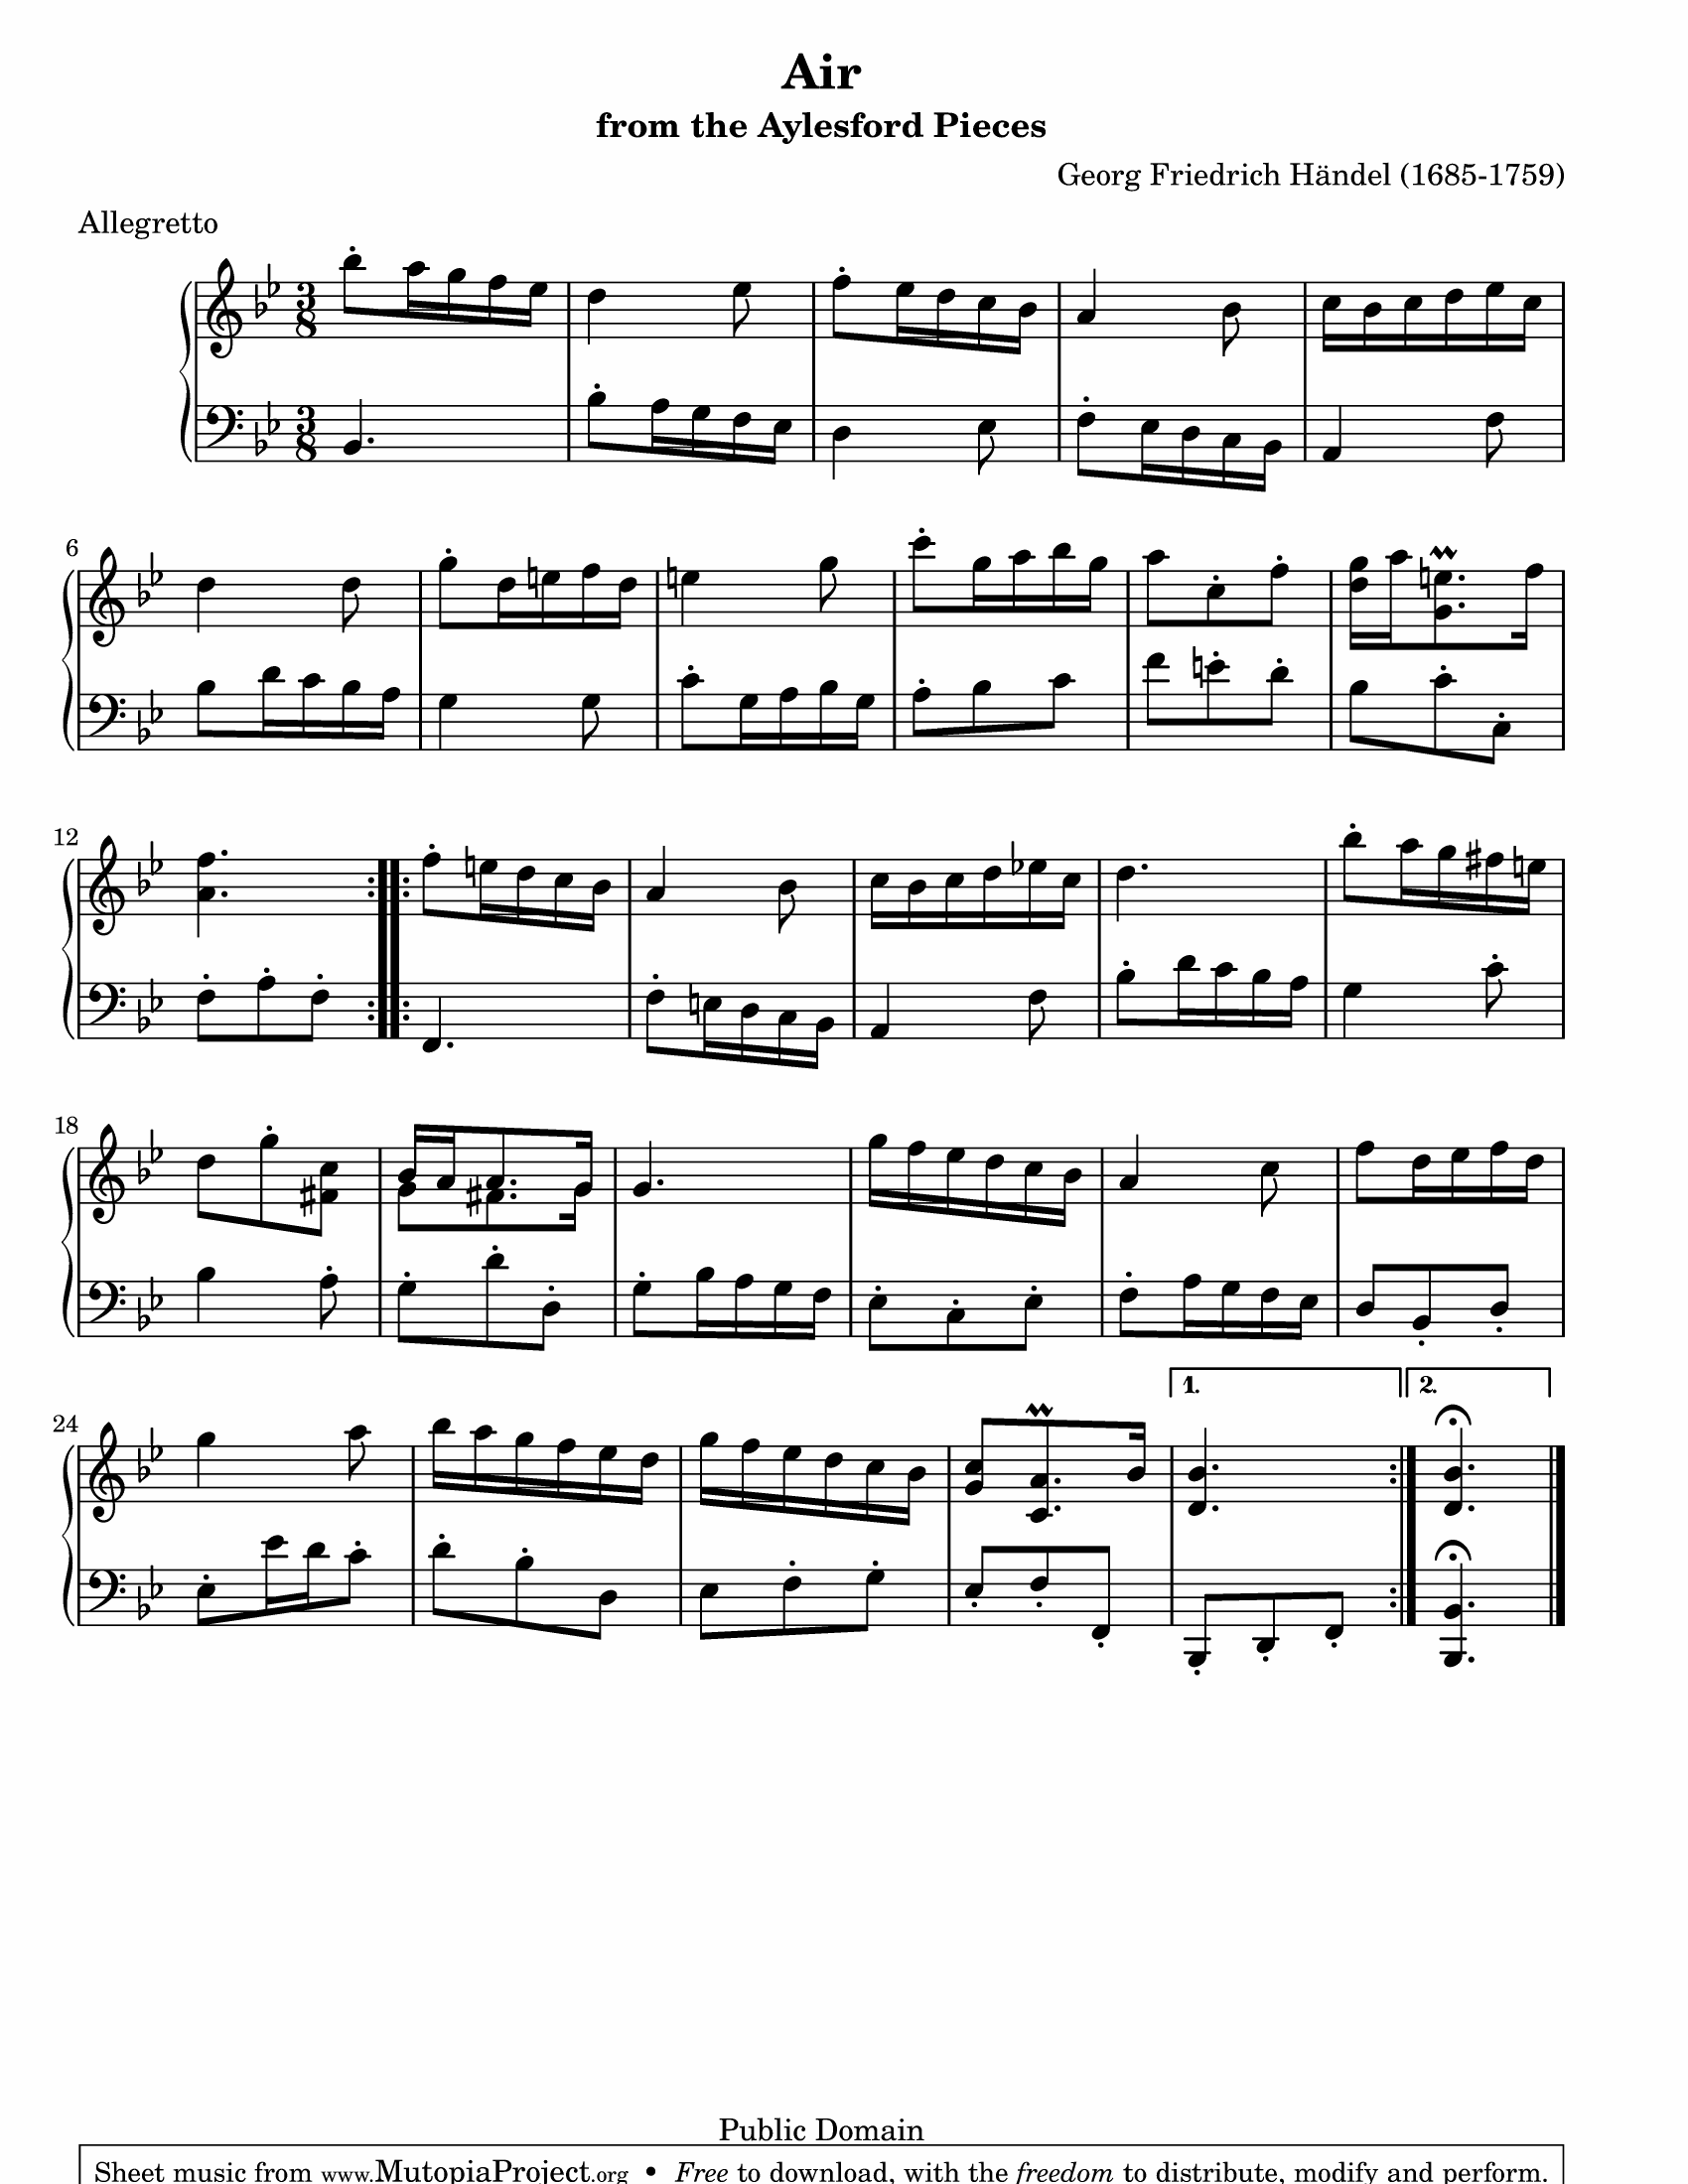 Air
from the Aylesford Pieces
Georg Friedrich Händel (1685-1759)
Allegretto
3
8
3
8
6
12
18
24
1.
2.
Public Domain
Sheet music from www.MutopiaProject.org • Free to download, with the freedom to distribute, modify and perform.